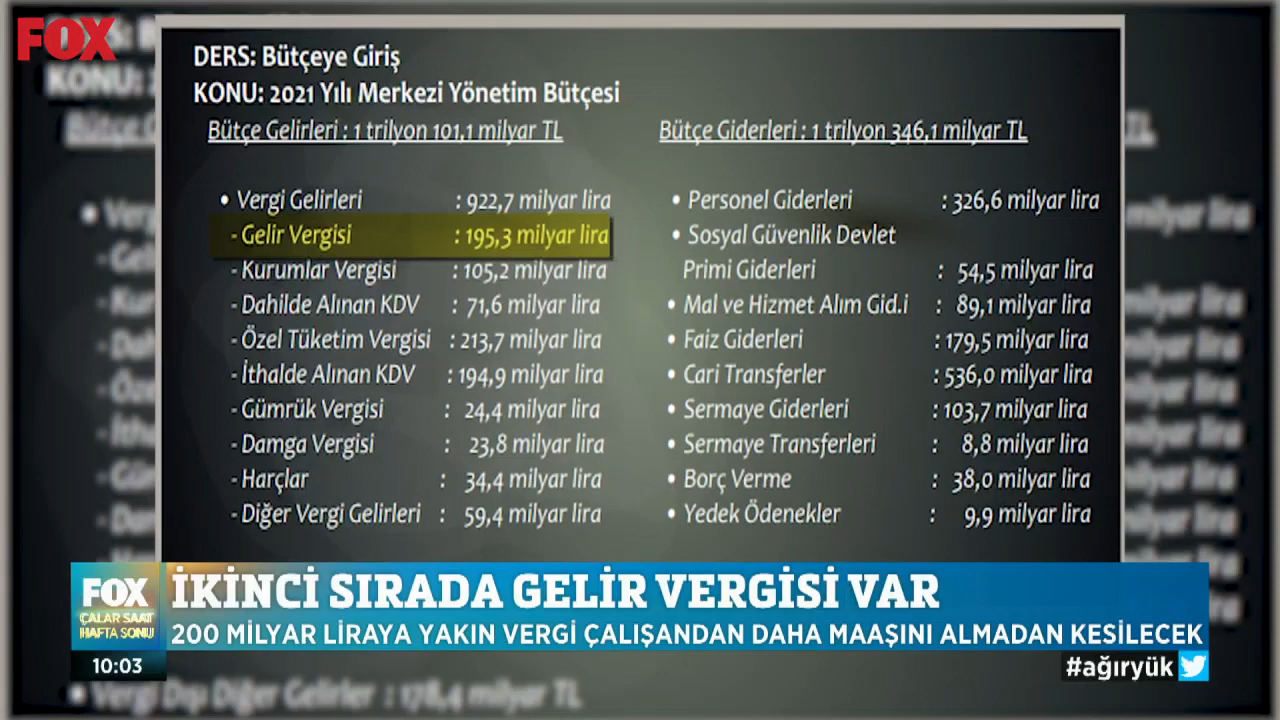 FOX
DERS: Bütçeye Giriş
KONU: 2021 Yılı Merkezi Yönetim Bütçesi
Bütçe Gelirleri : 1 trilyon 101,1 milyar TL
• Vergi Gelirleri : 922,7 milyar lira
- Gelir Vergisi : 195,3 milyar lira
- Kurumlar Vergisi : 105,2 milyar lira
- Dahilde Alınan KDV : 71,6 milyar lira
- Özel Tüketim Vergisi : 213,7 milyar lira
- İthalde Alınan KDV : 194,9 milyar lira
- Gümrük Vergisi : 24,4 milyar lira
- Damga Vergisi : 23,8 milyar lira
- Harçlar : 34,4 milyar lira
- Diğer Vergi Gelirleri : 59,4 milyar lira
Bütçe Giderleri : 1 trilyon 346,1 milyar TL
• Personel Giderleri : 326,6 milyar lira
• Sosyal Güvenlik Devlet
Primi Giderleri : 54,5 milyar lira
• Mal ve Hizmet Alım Gid.i : 89,1 milyar lira
• Faiz Giderleri : 179,5 milyar lira
• Cari Transferler : 536,0 milyar lira
• Sermaye Giderleri : 103,7 milyar lira
• Sermaye Transferleri : 8,8 milyar lira
• Borç Verme : 38,0 milyar lira
• Yedek Ödenekler : 9,9 milyar lira
FOX
ÇALAR SAAT
HAFTA SONU
10:03
İKİNCİ SIRADA GELİR VERGİSİ VAR
200 MİLYAR LİRAYA YAKIN VERGİ ÇALIŞANDAN DAHA MAAŞINI ALMADAN KESİLECEK
#ağıryük
• Vergi Dışı Diğer Gelirler : 178,4 milyar TL